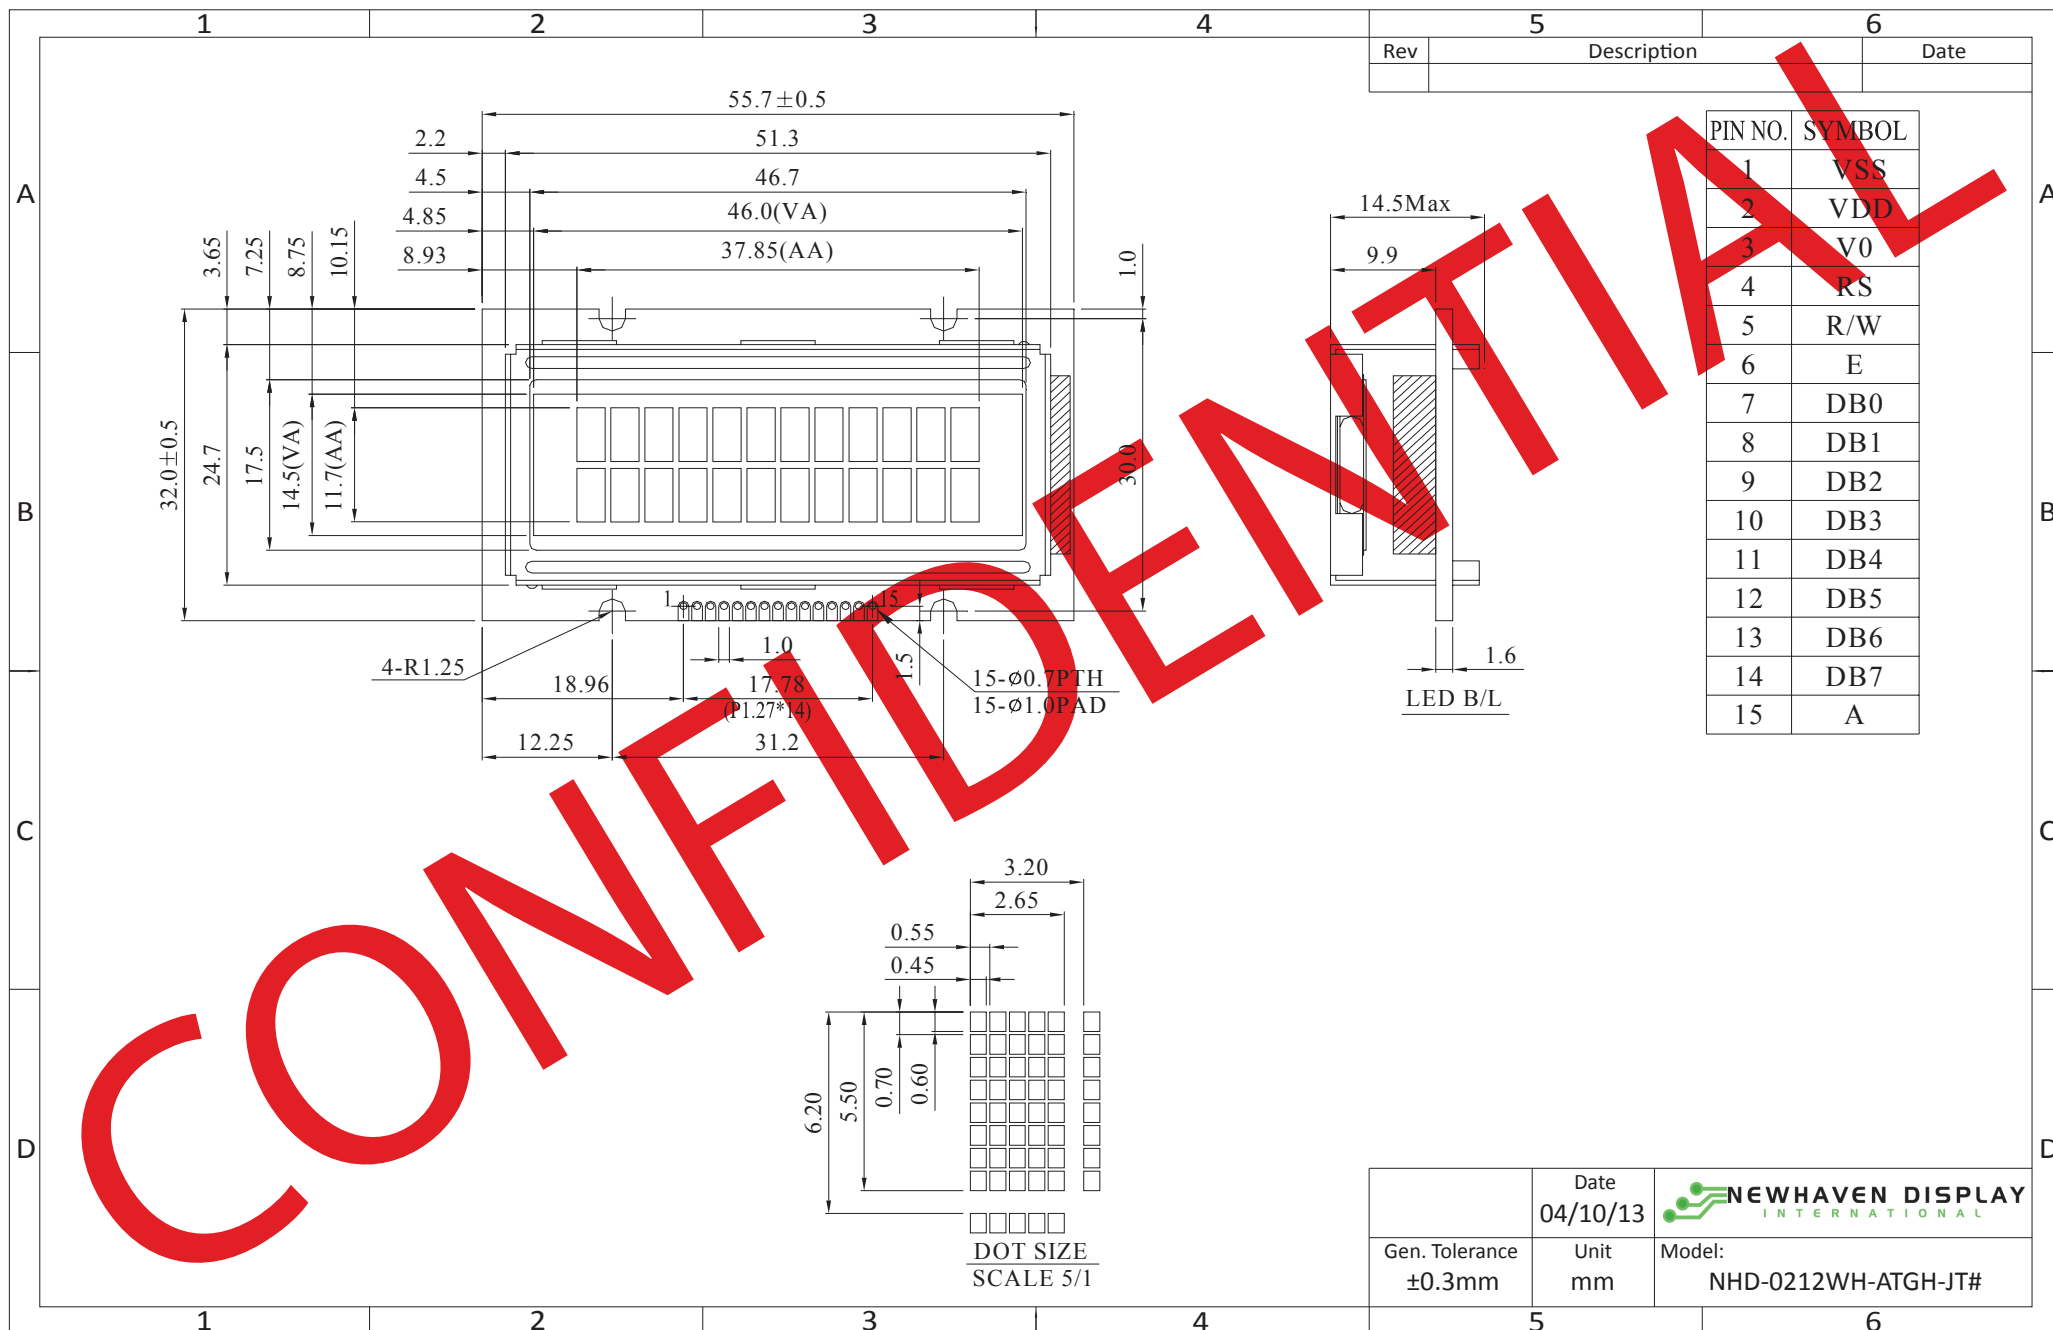 1 2 3 4 5 6
Rev Description Date
A A
B B
C C
D D
55.7±0.5
2.2 51.3
4.5 46.7
4.85 46.0(VA)
8.93 37.85(AA)
3.65
7.25
8.75
10.15
1.0
32.0±0.5
24.7
17.5
14.5(VA)
11.7(AA)
30.0
1 15
1.0
1.5
4-R1.25
18.96 17.78
(P1.27*14)
15-ø0.7PTH
15-ø1.0PAD
12.25 31.2
14.5Max
9.9
1.6
LED B/L
PIN NO. SYMBOL
1 VSS
2 VDD
3 V0
4 RS
5 R/W
6 E
7 DB0
8 DB1
9 DB2
10 DB3
11 DB4
12 DB5
13 DB6
14 DB7
15 A
CONFIDENTIAL
3.20
2.65
0.55
0.45
6.20
5.50
0.70
0.60
DOT SIZE
SCALE 5/1
Date
04/10/13
NEWHAVEN DISPLAY
INTERNATIONAL
Gen. Tolerance
±0.3mm
Unit
mm
Model:
NHD-0212WH-ATGH-JT#
1 2 3 4 5 6